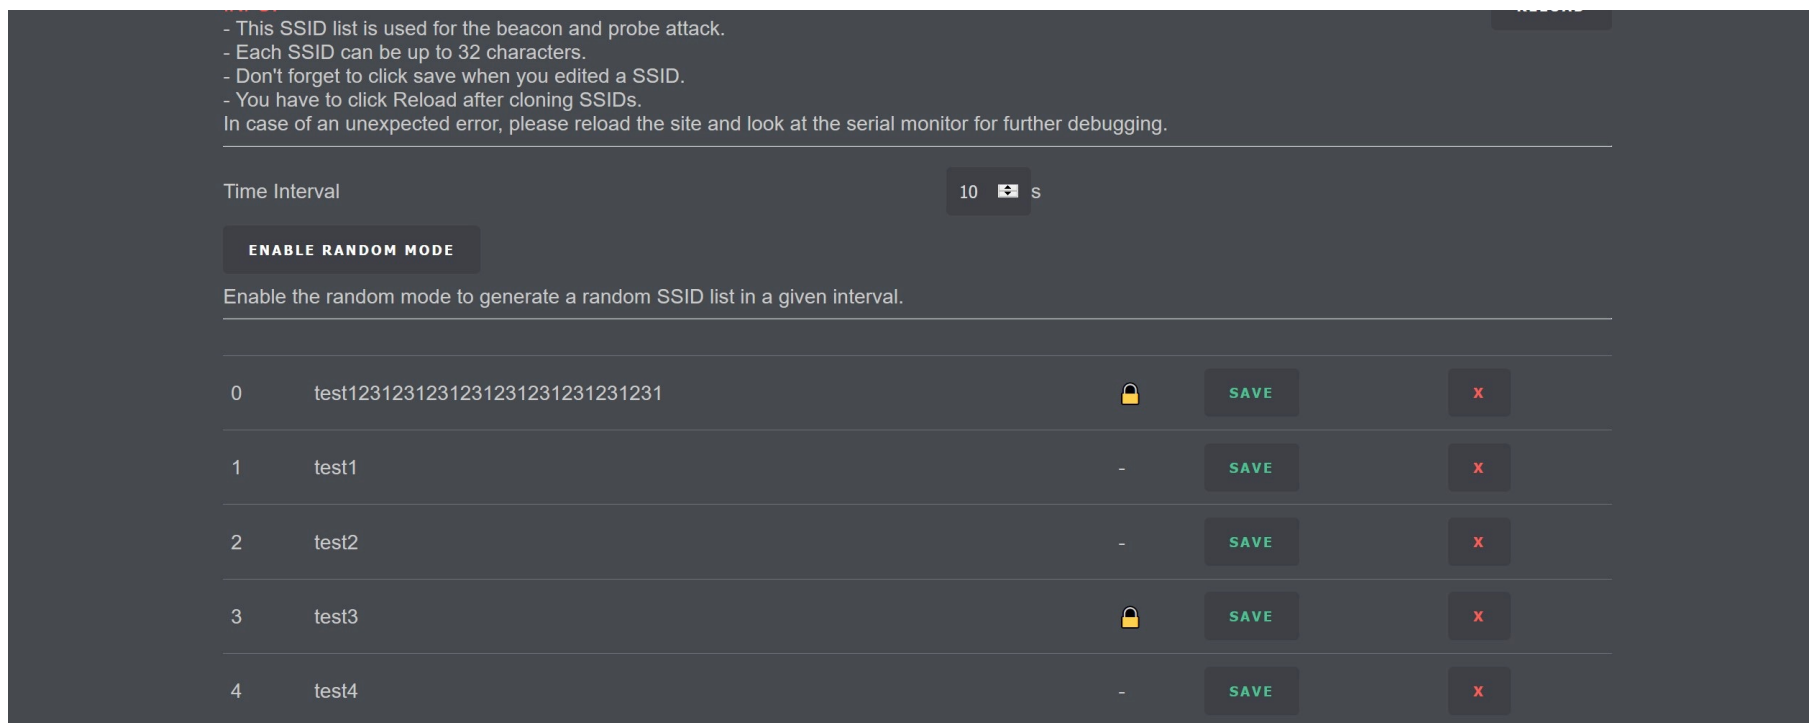 - This SSID list is used for the beacon and probe attack.
- Each SSID can be up to 32 characters.
- Don't forget to click save when you edited a SSID.
- You have to click Reload after cloning SSIDs.
In case of an unexpected error, please reload the site and look at the serial monitor for further debugging.
Time Interval 10 s
ENABLE RANDOM MODE
Enable the random mode to generate a random SSID list in a given interval.
0 test1231231231231231231231231231 SAVE X
1 test1 - SAVE X
2 test2 - SAVE X
3 test3 SAVE X
4 test4 - SAVE X